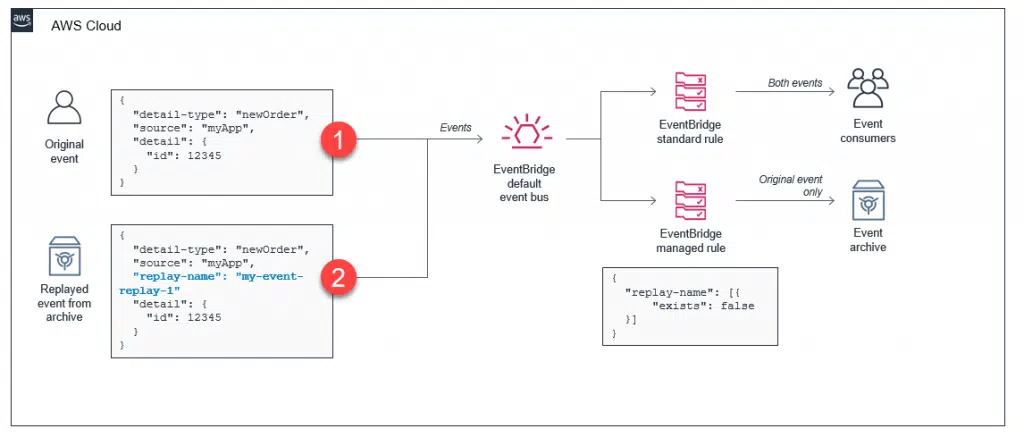 aws
AWS Cloud
Original
event
{
"detail-type": "newOrder",
"source": "myApp",
"detail": {
"id": 12345
}
}
1
Replayed
event from
archive
{
"detail-type": "newOrder",
"source": "myApp",
"replay-name": "my-event-
replay-1"
"detail": {
"id": 12345
}
}
2
Events
EventBridge
default
event bus
EventBridge
standard rule
Both events
Event
consumers
EventBridge
managed rule
Original event
only
Event
archive
{
"replay-name": [{
"exists": false
}]
}